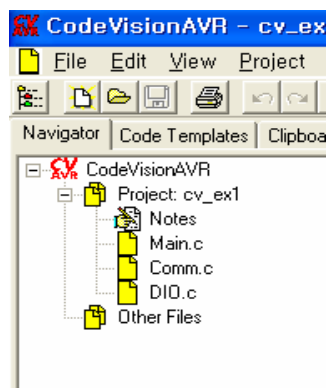 CodeVisionAVR - cv_ex
File Edit View Project
Navigator Code Templates Clipboa
CodeVisionAVR
Project: cv_ex1
Notes
Main.c
Comm.c
DIO.c
Other Files